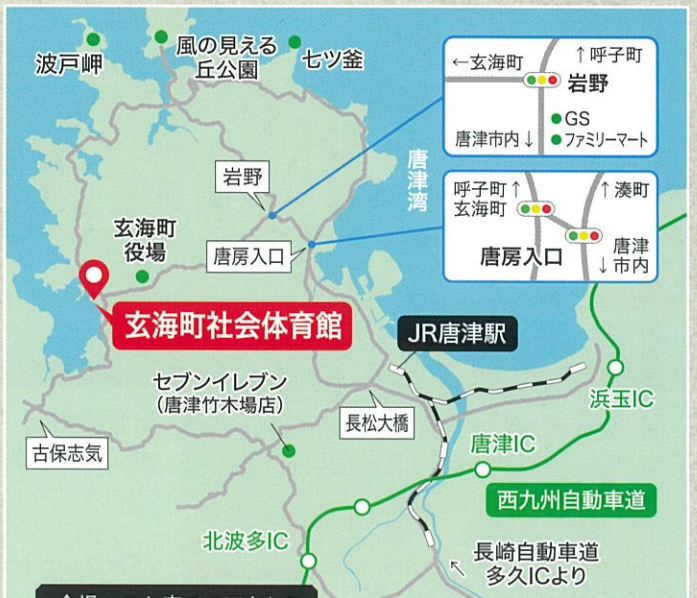 波戸岬
風の見える
丘公園
七ツ釜
←玄海町
↑呼子町
岩野
GS
ファミリーマート
唐津市内↓
唐津湾
呼子町↑
玄海町
↑湊町
唐房入口
唐津
↓市内
岩野
玄海町
役場
唐房入口
玄海町社会体育館
JR唐津駅
セブンイレブン
(唐津竹木場店)
長松大橋
浜玉IC
古保志気
唐津IC
西九州自動車道
北波多IC
長崎自動車道
多久ICより